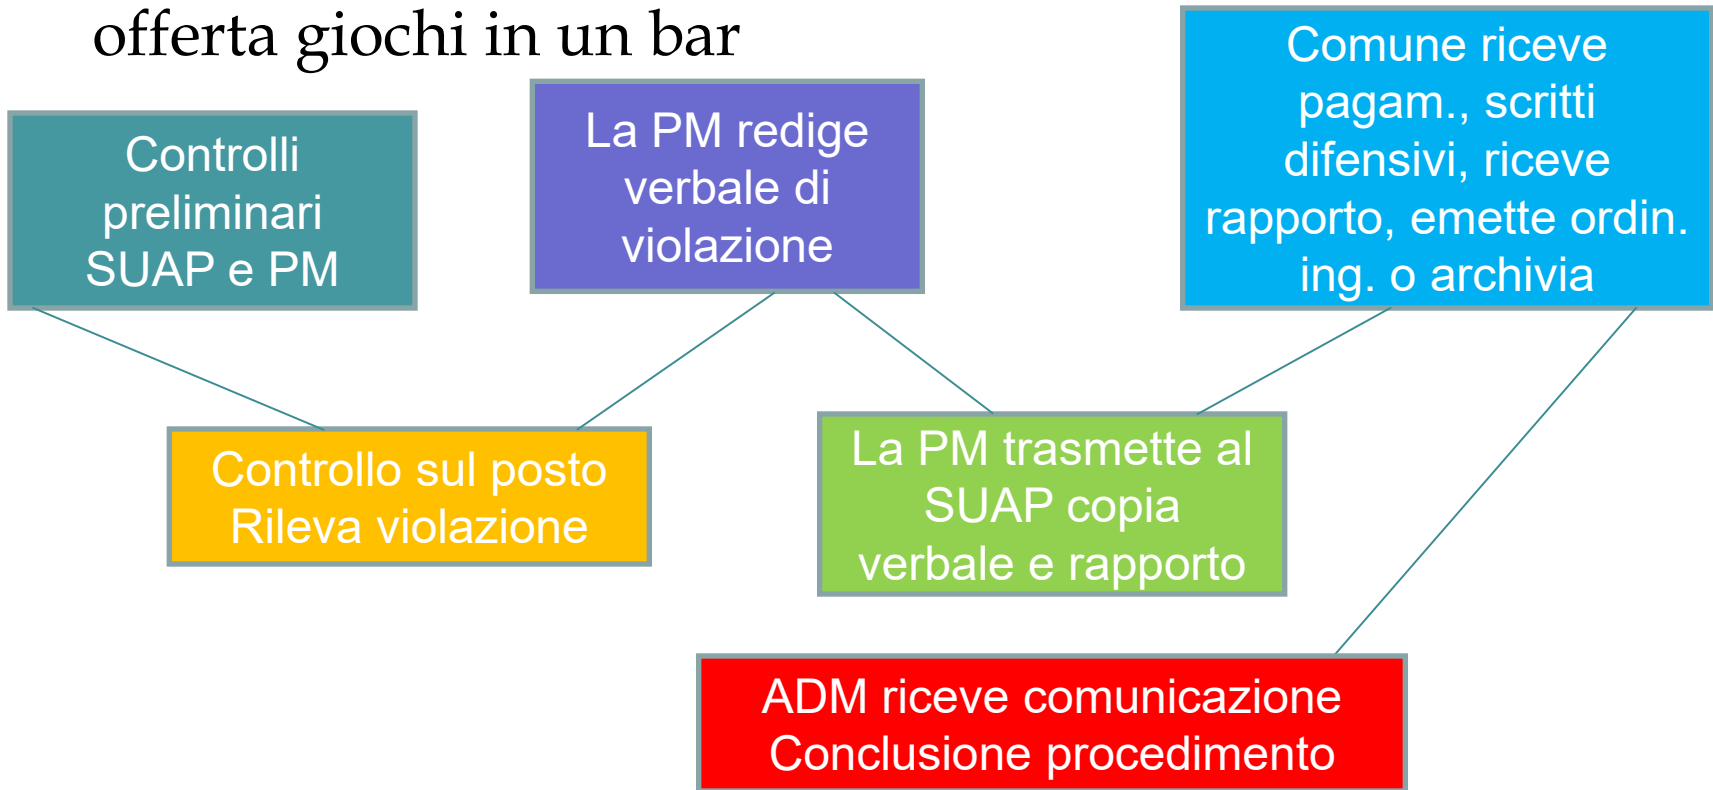 offerta giochi in un bar
Controlli
preliminari
SUAP e PM
La PM redige
verbale di
violazione
Comune riceve
pagam., scritti
difensivi, riceve
rapporto, emette ordin.
ing. o archivia
Controllo sul posto
Rileva violazione
La PM trasmette al
SUAP copia
verbale e rapporto
ADM riceve comunicazione
Conclusione procedimento